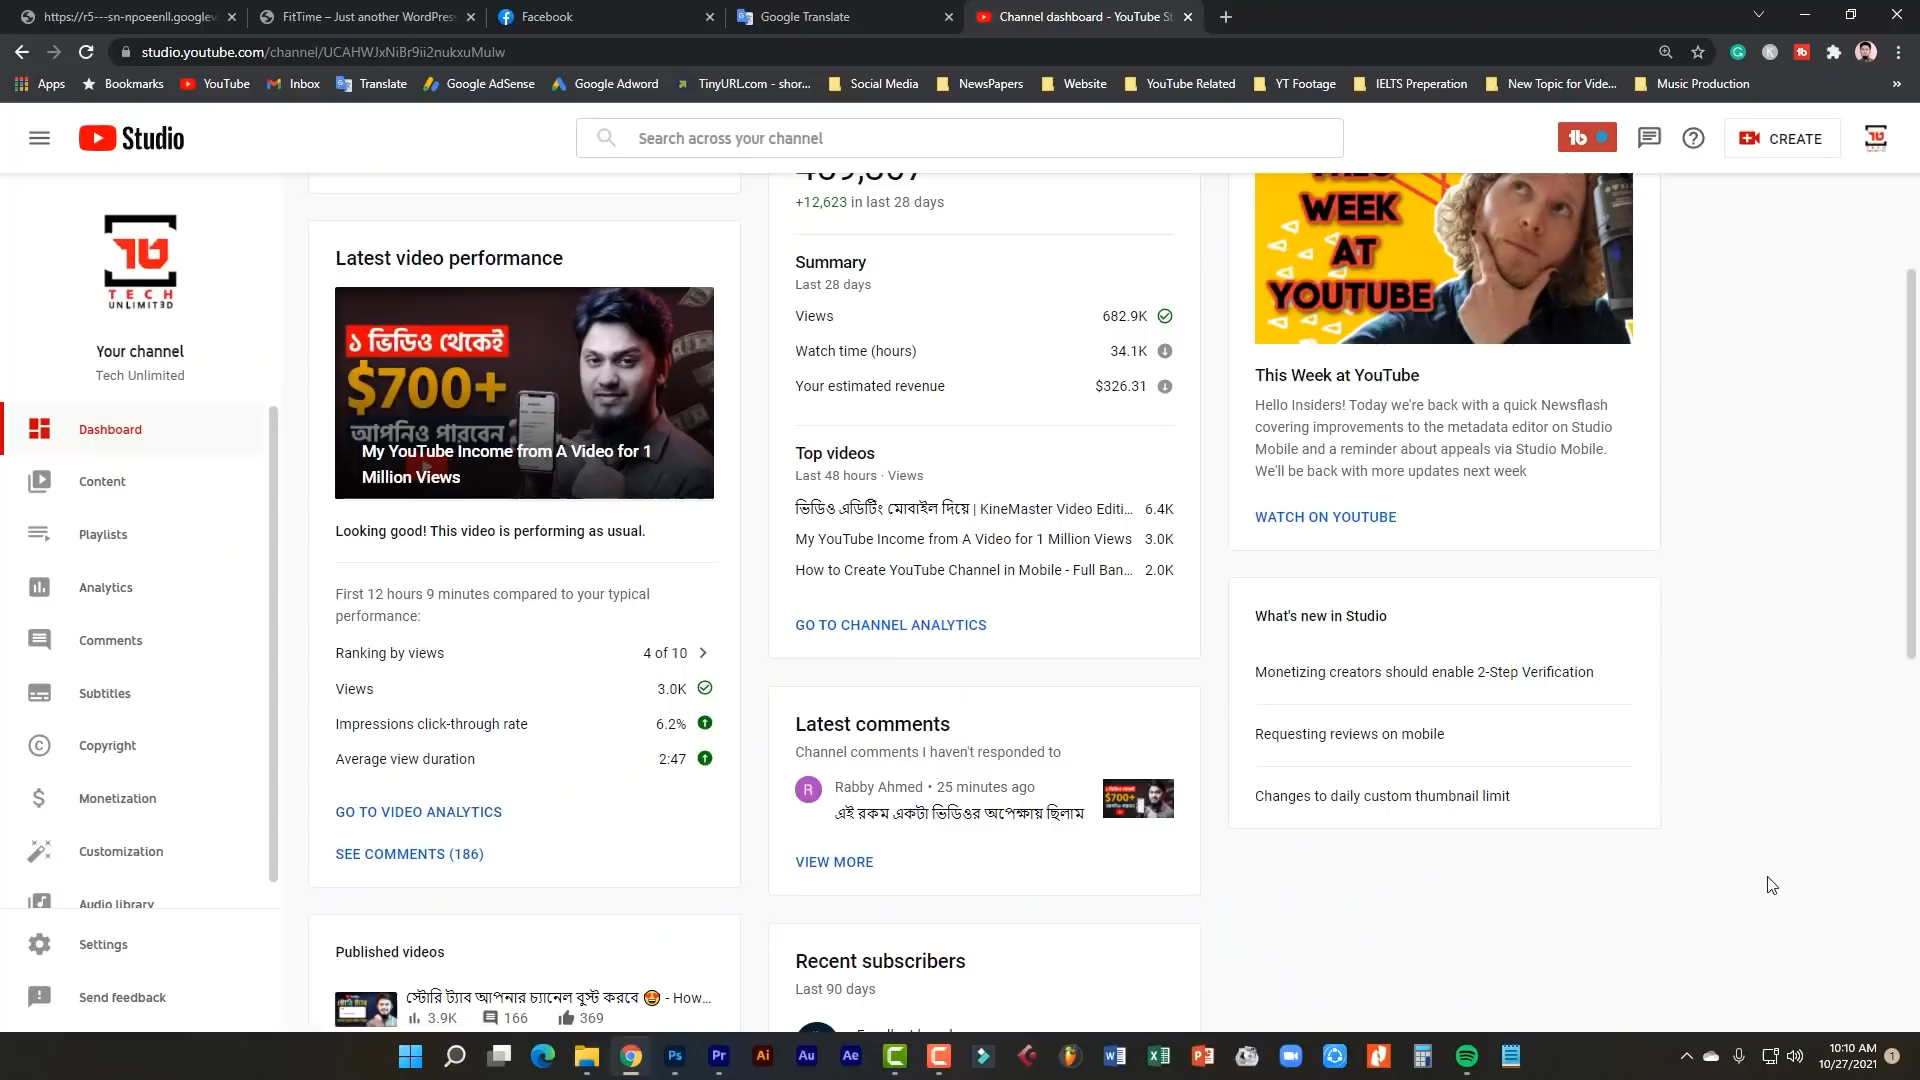 https://r5---sn-npoeenll.googlev
FitTime – Just another WordPress
Facebook
Google Translate
Channel dashboard - YouTube St
studio.youtube.com/channel/UCAHWJxNiBr9ii2nukxuMulw
Apps
Bookmarks
YouTube
Inbox
Translate
Google AdSense
Google Adword
TinyURL.com - shor...
Social Media
NewsPapers
Website
YouTube Related
YT Footage
IELTS Preperation
New Topic for Vide...
Music Production
»
Studio
Search across your channel
CREATE
TECH
UNLIMITED
Your channel
Tech Unlimited
Dashboard
Content
Playlists
Analytics
Comments
Subtitles
Copyright
Monetization
Customization
Audio library
Settings
Send feedback
Latest video performance
১ ভিডিও থেকেই
$700+
আপনিও পারবেন
My YouTube Income from A Video for 1
Million Views
Looking good! This video is performing as usual.
First 12 hours 9 minutes compared to your typical
performance:
Ranking by views 4 of 10
Views 3.0K
Impressions click-through rate 6.2%
Average view duration 2:47
GO TO VIDEO ANALYTICS
SEE COMMENTS (186)
Published videos
স্টোরি ট্যাব আপনার চ্যানেল বুস্ট করবে 🤩 - How...
3.9K 166 369
+12,623 in last 28 days
Summary
Last 28 days
Views 682.9K
Watch time (hours) 34.1K
Your estimated revenue $326.31
Top videos
Last 48 hours · Views
ভিডিও এডিটিং মোবাইল দিয়ে | KineMaster Video Editi... 6.4K
My YouTube Income from A Video for 1 Million Views 3.0K
How to Create YouTube Channel in Mobile - Full Ban... 2.0K
GO TO CHANNEL ANALYTICS
Latest comments
Channel comments I haven't responded to
R
Rabby Ahmed • 25 minutes ago
এই রকম একটা ভিডিওর অপেক্ষায় ছিলাম
$700+
VIEW MORE
Recent subscribers
Last 90 days
WEEK
AT
YOUTUBE
This Week at YouTube
Hello Insiders! Today we're back with a quick Newsflash
covering improvements to the metadata editor on Studio
Mobile and a reminder about appeals via Studio Mobile.
We'll be back with more updates next week
WATCH ON YOUTUBE
What's new in Studio
Monetizing creators should enable 2-Step Verification
Requesting reviews on mobile
Changes to daily custom thumbnail limit
Ps
Pr
Ai
Au
Ae
10:10 AM
10/27/2021
1